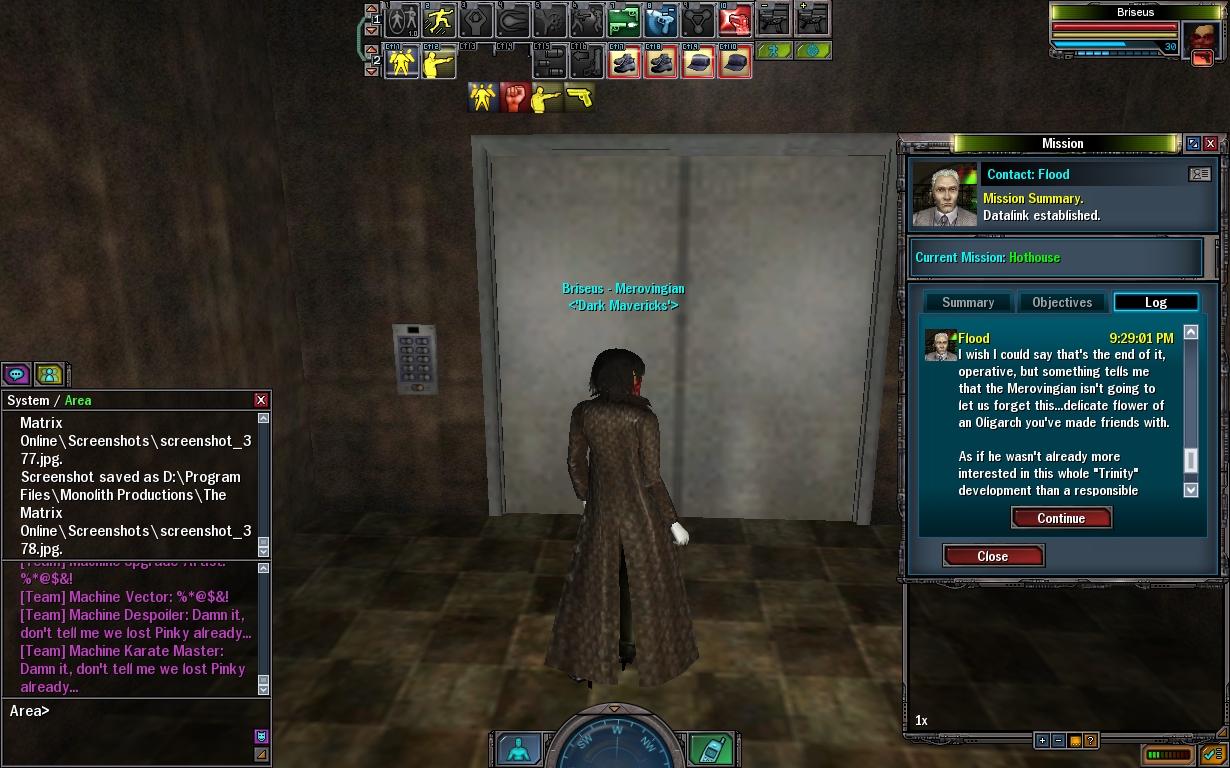 Briseus
30
Mission
Contact: Flood
Mission Summary.
Datalink established.
Current Mission: Hothouse
Summary
Objectives
Log
Flood
9:29:01 PM
I wish I could say that's the end of it,
operative, but something tells me
that the Merovingian isn't going to
let us forget this...delicate flower of
an Oligarch you've made friends with.
As if he wasn't already more
interested in this whole "Trinity"
development than a responsible
Continue
Close
1x
Briseus - Merovingian
<'Dark Mavericks'>
System / Area
Matrix
Online\Screenshots\screenshot_3
77.jpg.
Screenshot saved as D:\Program
Files\Monolith Productions\The
Matrix
Online\Screenshots\screenshot_3
78.jpg.
%*@$&!
[Team] Machine Vector: %*@$&!
[Team] Machine Despoiler: Damn it,
don't tell me we lost Pinky already...
[Team] Machine Karate Master:
Damn it, don't tell me we lost Pinky
already...
Area>
SW
W
NW